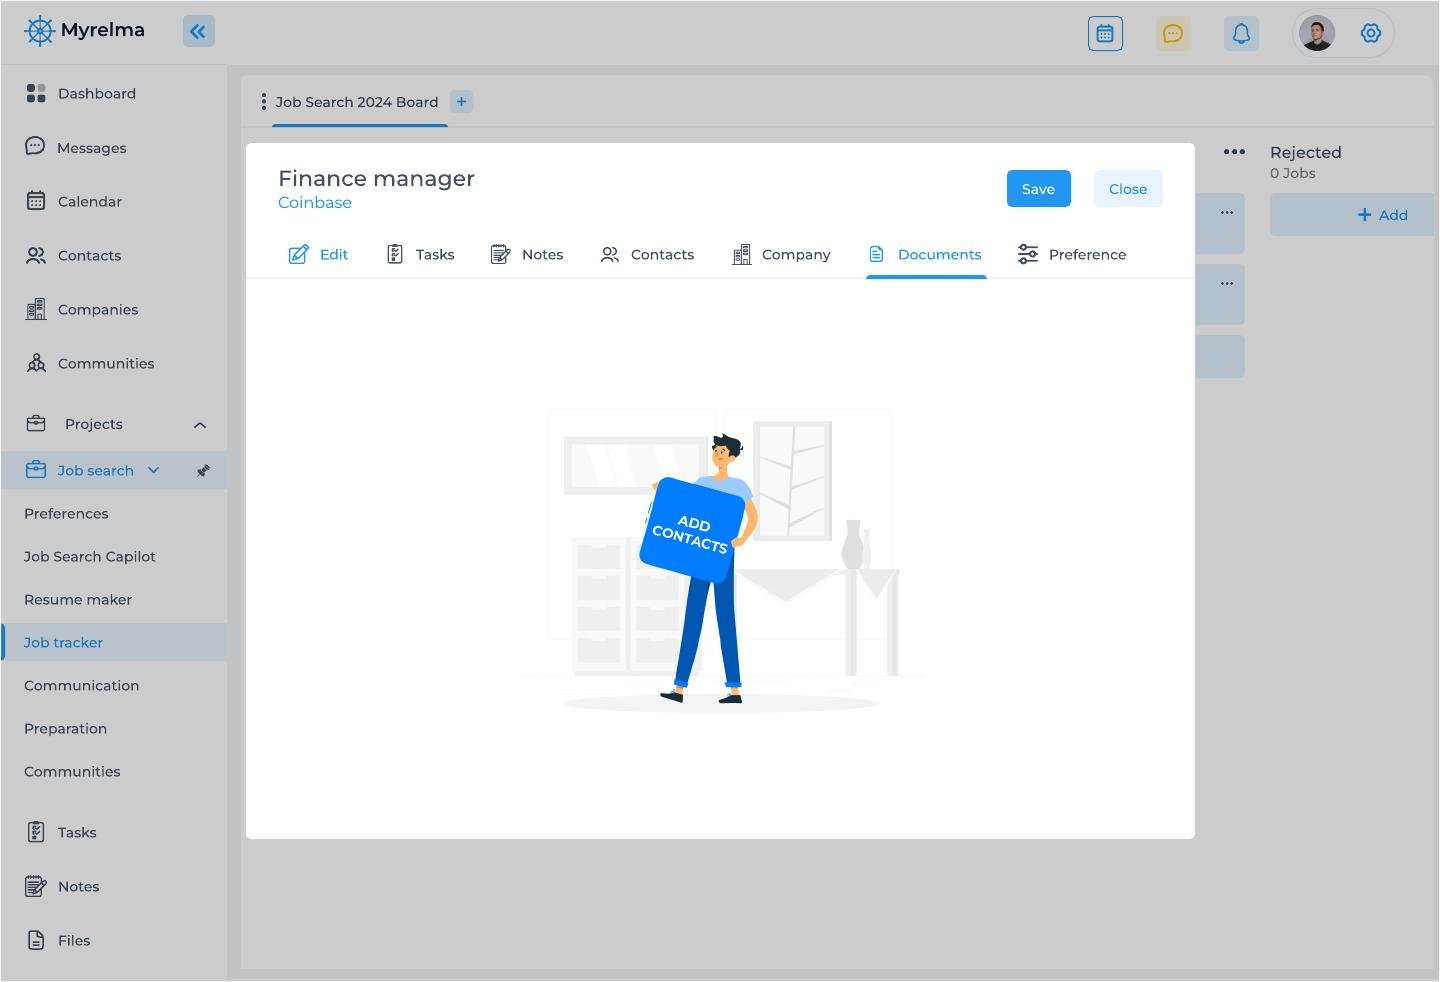 Myrelma
Dashboard
Messages
Calendar
Contacts
Companies
Communities
Projects
Job search
Preferences
Job Search Capilot
Resume maker
Job tracker
Communication
Preparation
Communities
Tasks
Notes
Files
Job Search 2024 Board
Finance manager
Coinbase
Save
Close
Edit
Tasks
Notes
Contacts
Company
Documents
Preference
ADD
CONTACTS
Rejected
0 Jobs
+ Add